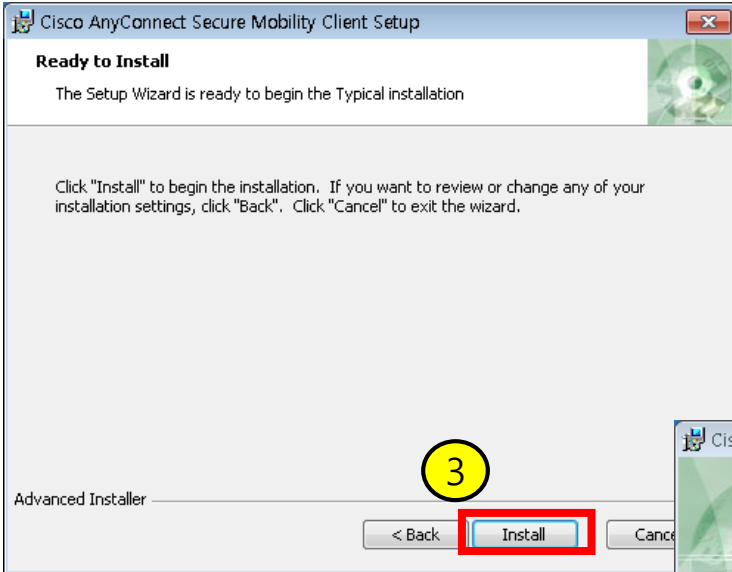 Cisco AnyConnect Secure Mobility Client Setup
Ready to Install
The Setup Wizard is ready to begin the Typical installation
Click "Install" to begin the installation. If you want to review or change any of your
installation settings, click "Back". Click "Cancel" to exit the wizard.
3
Advanced Installer
< Back
Install